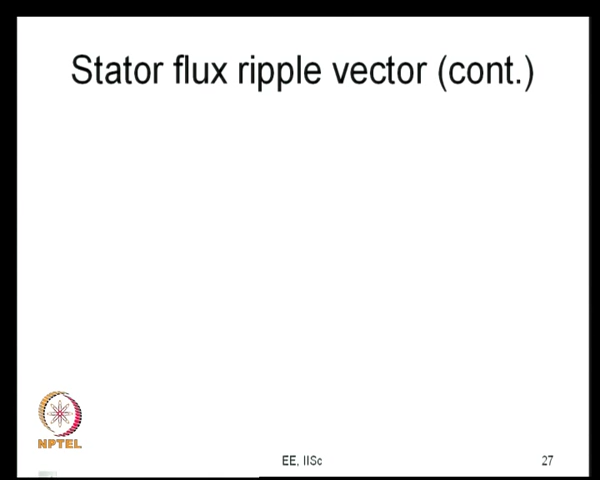 Stator flux ripple vector (cont.)
NPTEL
EE, IISc
27